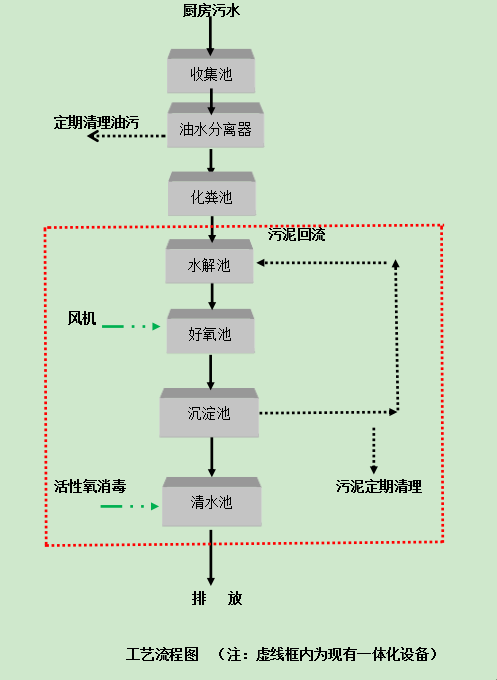 厨房污水
收集池
定期清理油污
油水分离器
化粪池
污泥回流
水解池
风机
好氧池
沉淀池
活性氧消毒
污泥定期清理
清水池
排 放
工艺流程图 （注：虚线框内为现有一体化设备）